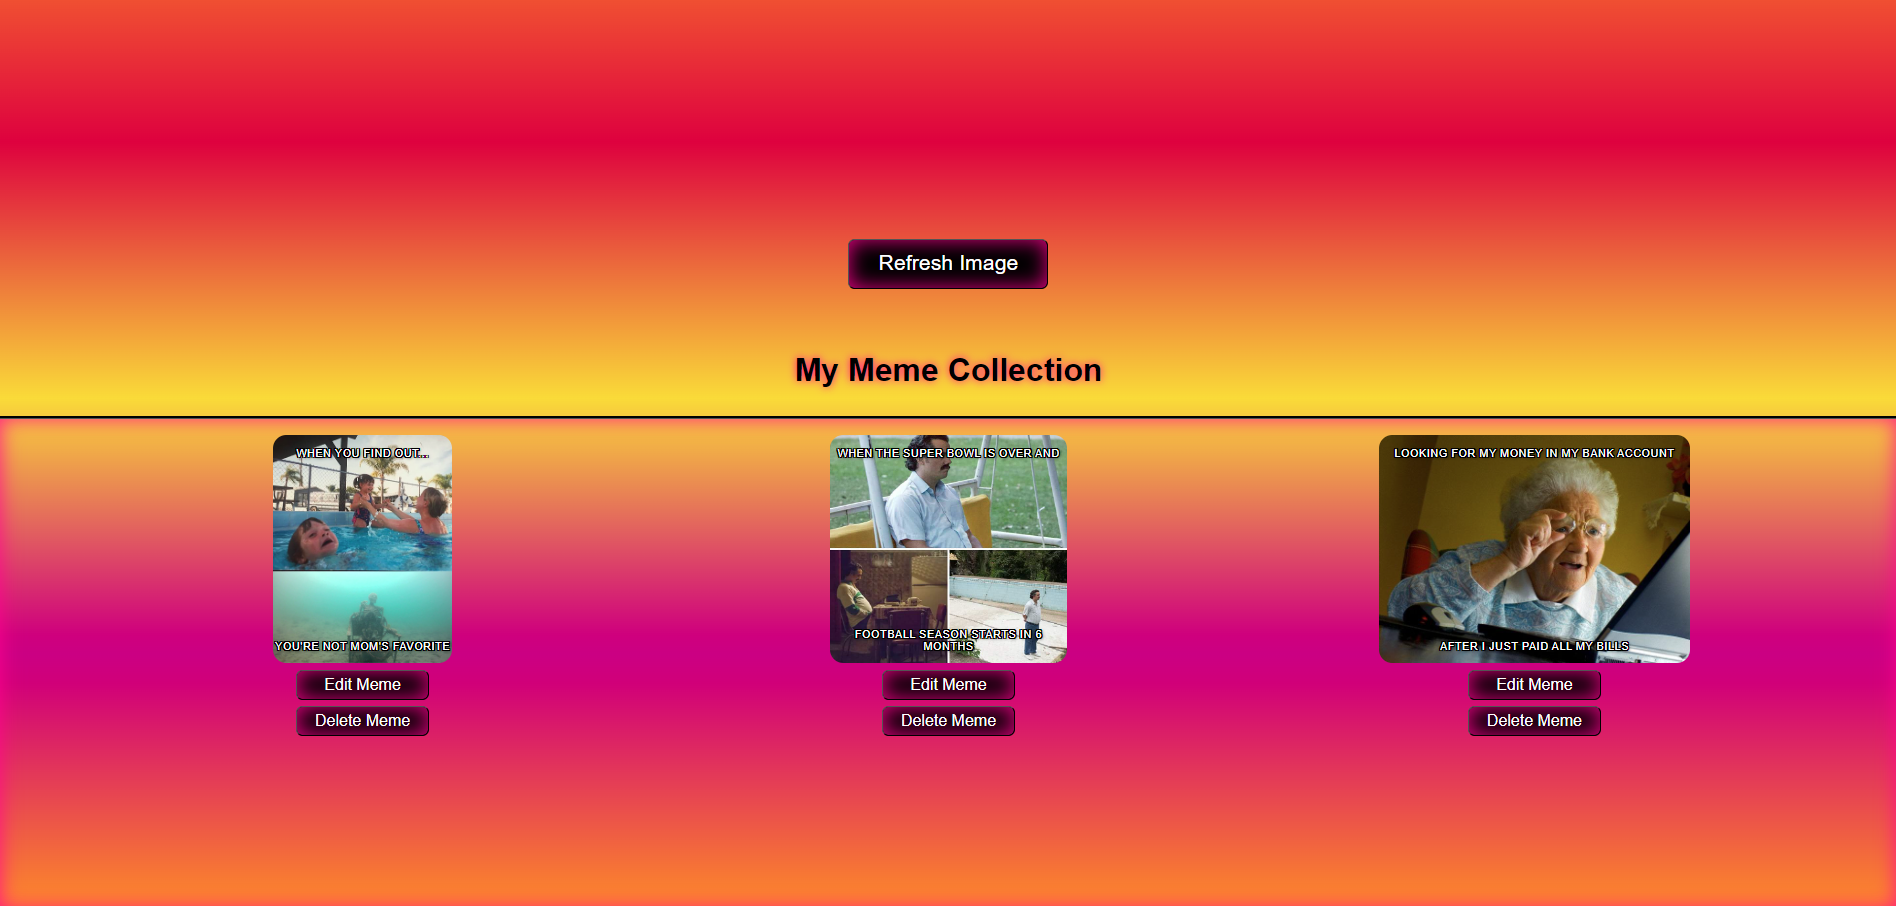 Refresh Image
My Meme Collection
WHEN YOU FIND OUT...
YOU'RE NOT MOM'S FAVORITE
Edit Meme
Delete Meme
WHEN THE SUPER BOWL IS OVER AND
FOOTBALL SEASON STARTS IN 6
MONTHS
Edit Meme
Delete Meme
LOOKING FOR MY MONEY IN MY BANK ACCOUNT
AFTER I JUST PAID ALL MY BILLS
Edit Meme
Delete Meme